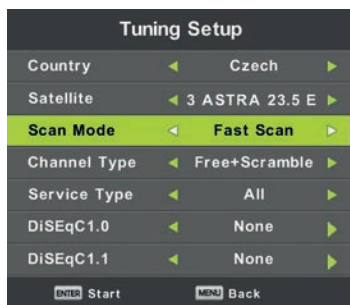 Tuning Setup
Country Czech
Satellite 3 ASTRA 23.5 E
Scan Mode Fast Scan
Channel Type Free+Scramble
Service Type All
DiSEqC1.0 None
DiSEqC1.1 None
ENTER Start MENU Back